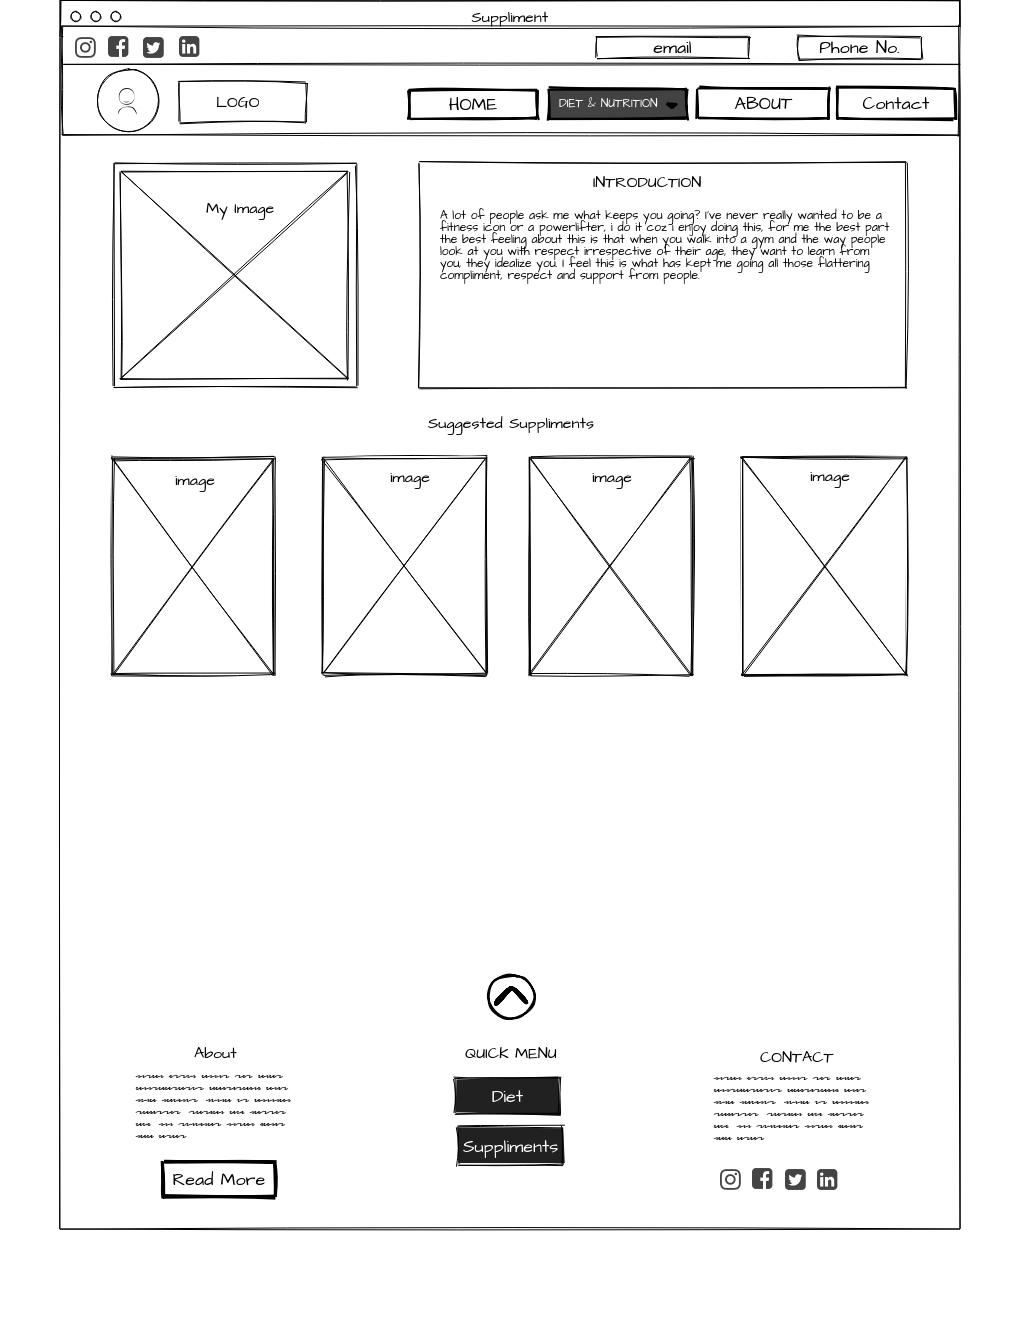 Suppliment
email
Phone No.
LOGO
HOME
DIET & NUTRITION
ABOUT
Contact
My Image
INTRODUCTION
A lot of people ask me what keeps you going? I've never really wanted to be a
fitness icon or a powerlifter, i do it 'coz I enjoy doing this, for me the best part
the best feeling about this is that when you walk into a gym and the way people
look at you with respect irrespective of their age, they want to learn from
you, they idealize you. I feel this is what has kept me going all those flattering
compliment, respect and support from people.
Suggested Suppliments
image
image
image
image
About
QUICK MENU
CONTACT
Diet
Suppliments
Read More